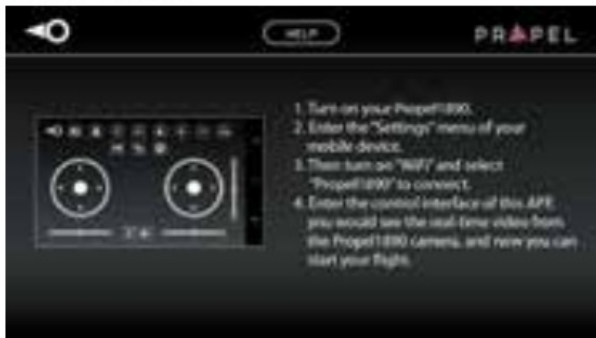 HELP
PROPEL
1. Turn on your Propel1890.
2. Enter the "Settings" menu of your
mobile device.
3. Then turn on "WiFi" and select
"Propel1890" to connect.
4. Enter the control interface of this APP,
you would see the real-time video from
the Propel1890 camera, and now you can
start your flight.